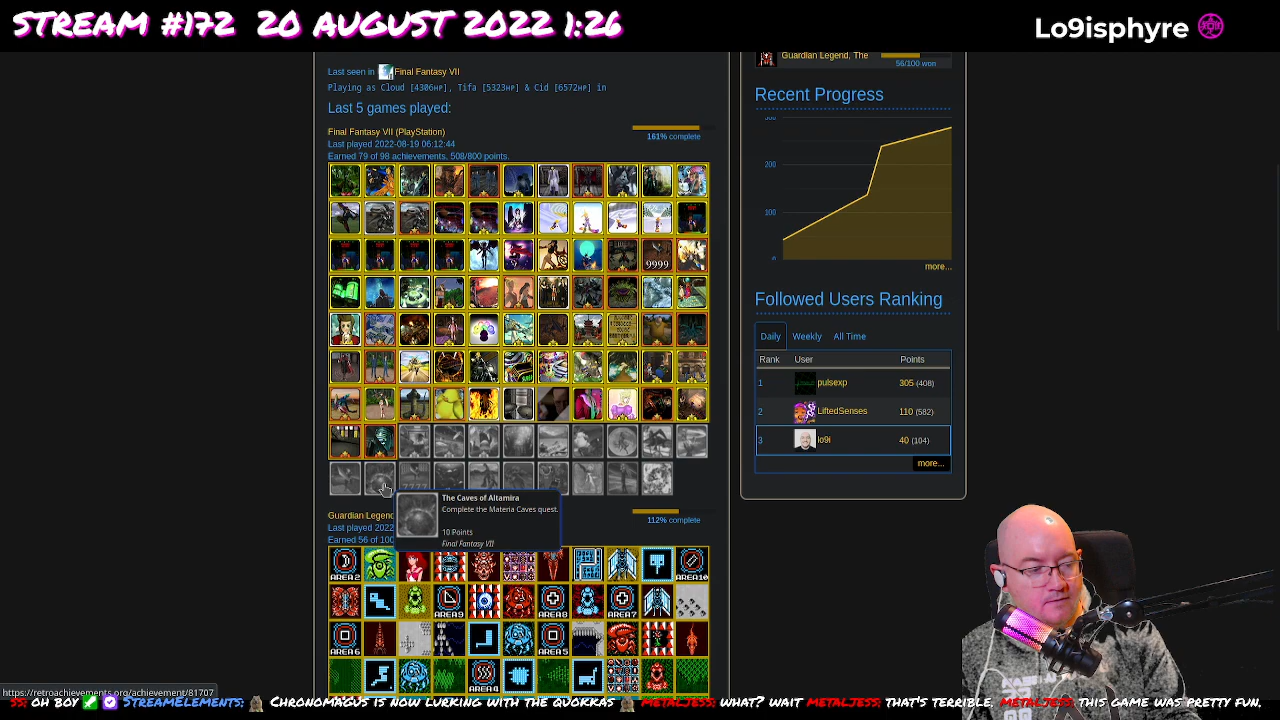 STREAM #172 20 AUGUST 2022 1:26
Lo9isphyre
Last seen in Final Fantasy VII
Playing as Cloud [4306HP], Tifa [5323HP] & Cid [6572HP] in
Last 5 games played:
Final Fantasy VII (PlayStation)
Last played 2022-08-19 06:12:44
Earned 79 of 98 achievements, 508/800 points.
161% complete
9999
7777
The Caves of Altamira
Complete the Materia Caves quest.
10 Points
Final Fantasy VII
Guardian Legend
Last played 2022
Earned 56 of 100
112% complete
AREA 2
AREA 10
AREA 9
AREA 8
AREA 7
AREA 6
AREA 5
AREA 4
Guardian Legend, The
56/100 won
Recent Progress
300
200
100
0
more...
Followed Users Ranking
Daily
Weekly
All Time
Rank User Points
1 pulsexp 305 (408)
2 LiftedSenses 110 (582)
3 lo9i 40 (104)
more...
https://retroachievements.org/achievement/81707
SS: OH BOY STREAMELEMENTS: CHRONO IS NOW LURKING WITH THE QUOKKAS METALJESS: WHAT? WAIT METALJESS: THAT'S TERRIBLE. METALJESS: THIS GAME WAS PRETTY FUN.